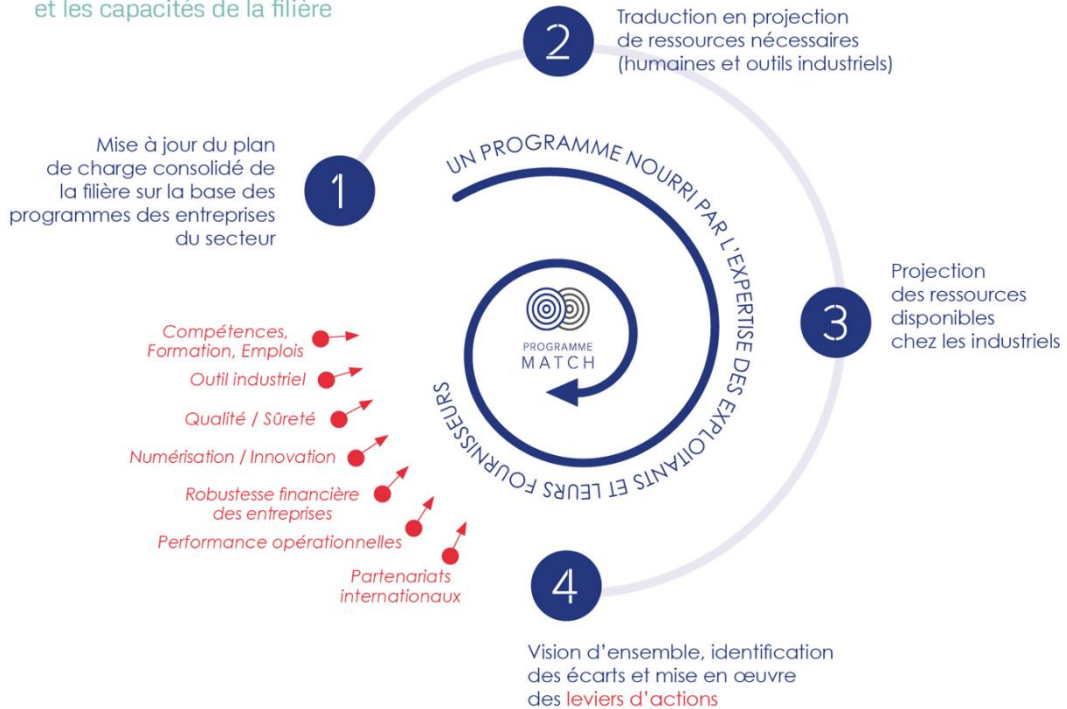 et les capacités de la filière
2
Traduction en projection
de ressources nécessaires
(humaines et outils industriels)
Mise à jour du plan
de charge consolidé de
la filière sur la base des
programmes des entreprises
du secteur
1
UN PROGRAMME NOURRI PAR L'EXPERTISE DES EXPLOITANTS ET LEURS FOURNISSEURS
PROGRAMME
MATCH
3
Projection
des ressources
disponibles
chez les industriels
Compétences,
Formation, Emplois
Outil industriel
Qualité / Sûreté
Numérisation / Innovation
Robustesse financière
des entreprises
Performance opérationnelles
Partenariats
internationaux
4
Vision d'ensemble, identification
des écarts et mise en œuvre
des leviers d'actions